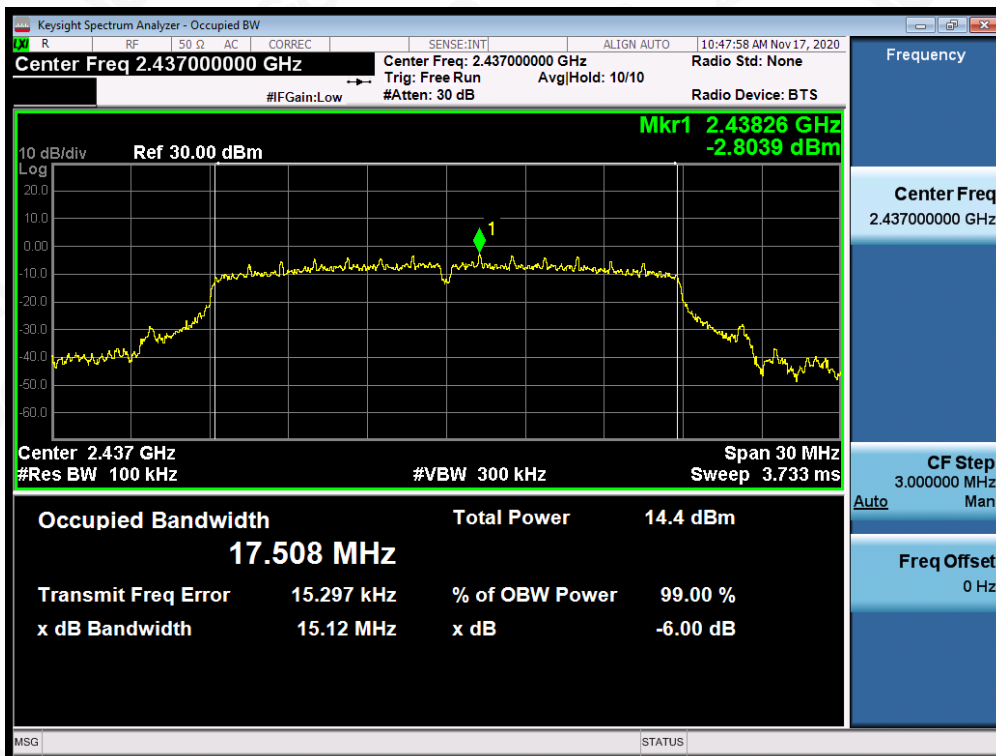 Keysight Spectrum Analyzer - Occupied BW
LXI R RF 50 Ω AC CORREC SENSE:INT ALIGN AUTO 10:47:58 AM Nov 17, 2020
Center Freq 2.437000000 GHz
Center Freq: 2.437000000 GHz Radio Std: None
Trig: Free Run Avg|Hold: 10/10
#IFGain:Low #Atten: 30 dB Radio Device: BTS
Mkr1 2.43826 GHz
-2.8039 dBm
10 dB/div Ref 30.00 dBm
Log
20.0
10.0
1
0.00
-10.0
-20.0
-30.0
-40.0
-50.0
-60.0
Center 2.437 GHz Span 30 MHz
#Res BW 100 kHz #VBW 300 kHz Sweep 3.733 ms
Occupied Bandwidth Total Power 14.4 dBm
17.508 MHz
Transmit Freq Error 15.297 kHz % of OBW Power 99.00 %
x dB Bandwidth 15.12 MHz x dB -6.00 dB
Frequency
Center Freq
2.437000000 GHz
CF Step
3.000000 MHz
Auto Man
Freq Offset
0 Hz
MSG STATUS